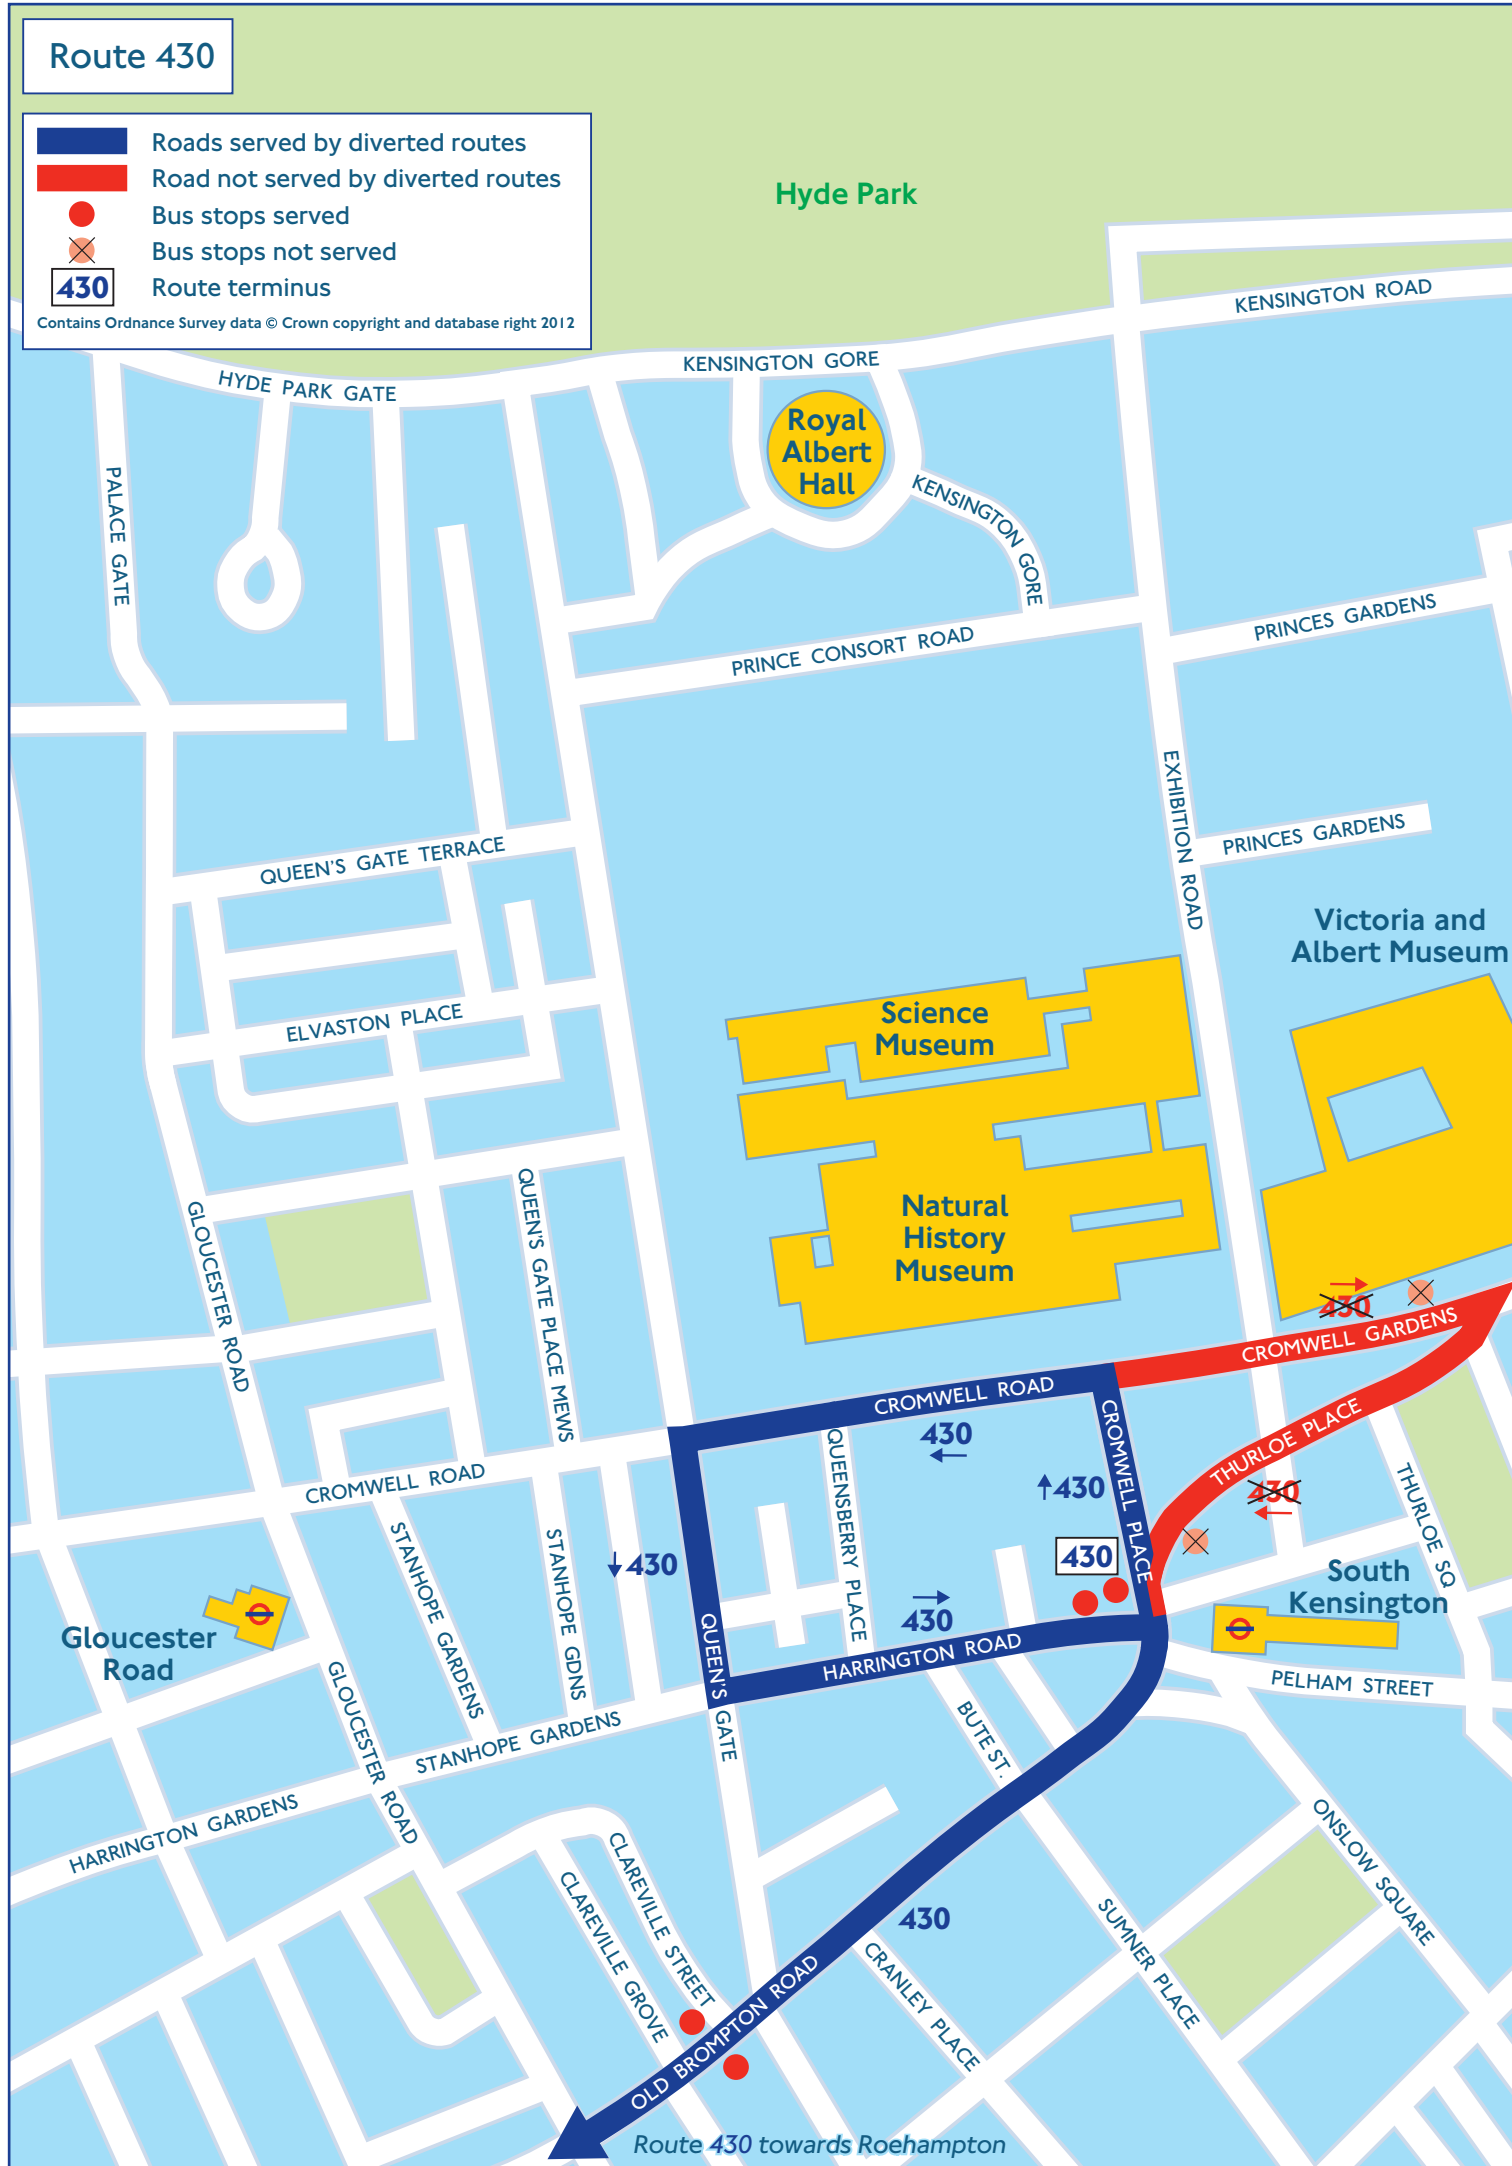 Route 430
Roads served by diverted routes
Road not served by diverted routes
Bus stops served
Bus stops not served
430
Route terminus
Contains Ordnance Survey data © Crown copyright and database right 2012
Hyde Park
KENSINGTON ROAD
KENSINGTON GORE
HYDE PARK GATE
Royal
Albert
Hall
PALACE GATE
KENSINGTON GORE
PRINCES GARDENS
PRINCE CONSORT ROAD
EXHIBITION ROAD
PRINCES GARDENS
QUEEN'S GATE TERRACE
Victoria and
Albert Museum
ELVASTON PLACE
Science
Museum
Natural
History
Museum
GLOUCESTER ROAD
QUEEN'S GATE PLACE MEWS
430
CROMWELL GARDENS
CROMWELL ROAD
430
CROMWELL PLACE
THURLOE PLACE
430
QUEENSBERRY PLACE
CROMWELL ROAD
430
THURLOE SQ
STANHOPE GARDENS
STANHOPE GDNS
430
430
South
Kensington
430
Gloucester
Road
QUEEN'S
GATE
HARRINGTON ROAD
PELHAM STREET
GLOUCESTER ROAD
STANHOPE GARDENS
BUTE ST.
HARRINGTON GARDENS
ONSLOW SQUARE
CLAREVILLE STREET
CLAREVILLE GROVE
430
SUMNER PLACE
CRANLEY PLACE
OLD BROMPTON ROAD
Route 430 towards Roehampton